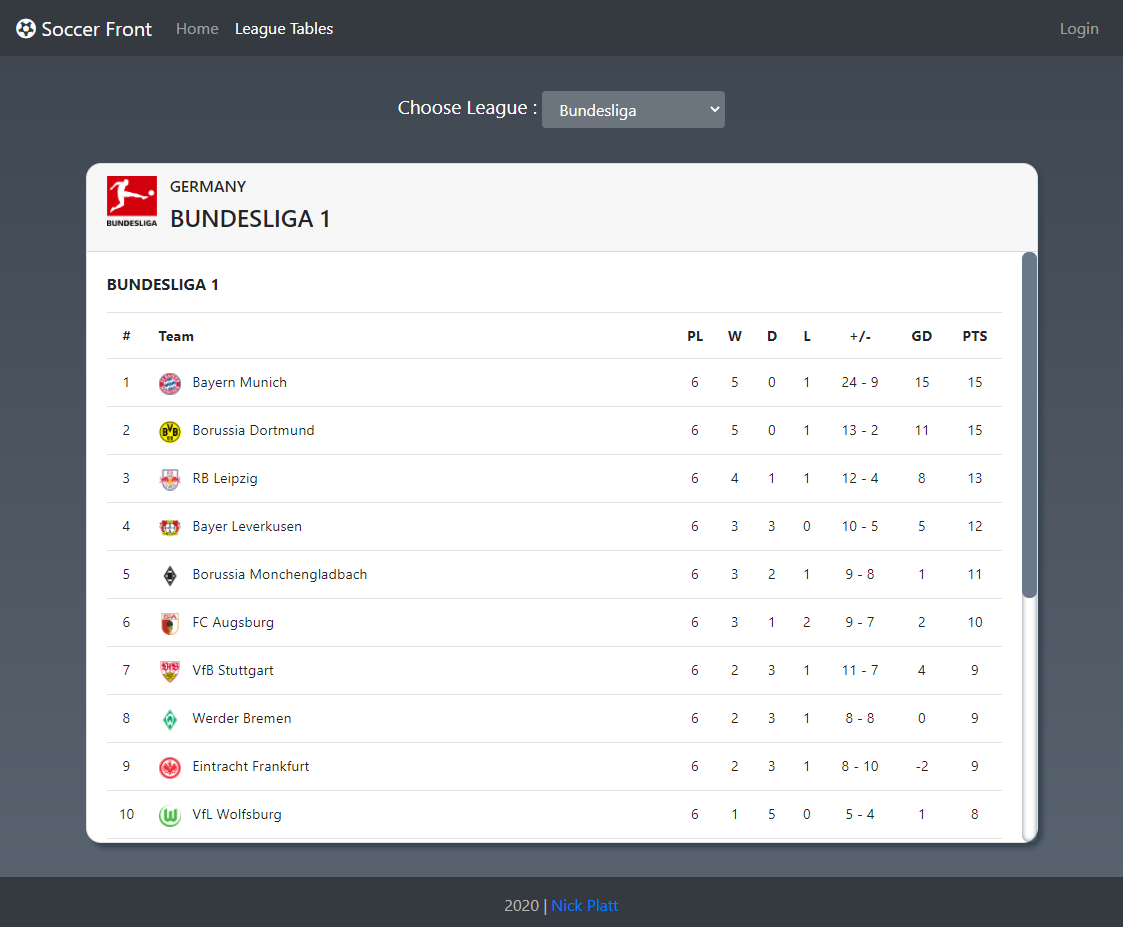 Soccer Front Home League Tables Login
Choose League : Bundesliga
BUNDESLIGA
GERMANY
BUNDESLIGA 1
BUNDESLIGA 1
# Team PL W D L +/- GD PTS
1 Bayern Munich 6 5 0 1 24 - 9 15 15
2 BVB 09 Borussia Dortmund 6 5 0 1 13 - 2 11 15
3 RB Leipzig 6 4 1 1 12 - 4 8 13
4 Bayer Leverkusen 6 3 3 0 10 - 5 5 12
5 Borussia Monchengladbach 6 3 2 1 9 - 8 1 11
6 FC Augsburg 6 3 1 2 9 - 7 2 10
7 VfB Stuttgart 6 2 3 1 11 - 7 4 9
8 Werder Bremen 6 2 3 1 8 - 8 0 9
9 Eintracht Frankfurt 6 2 3 1 8 - 10 -2 9
10 VfL Wolfsburg 6 1 5 0 5 - 4 1 8
2020 | Nick Platt